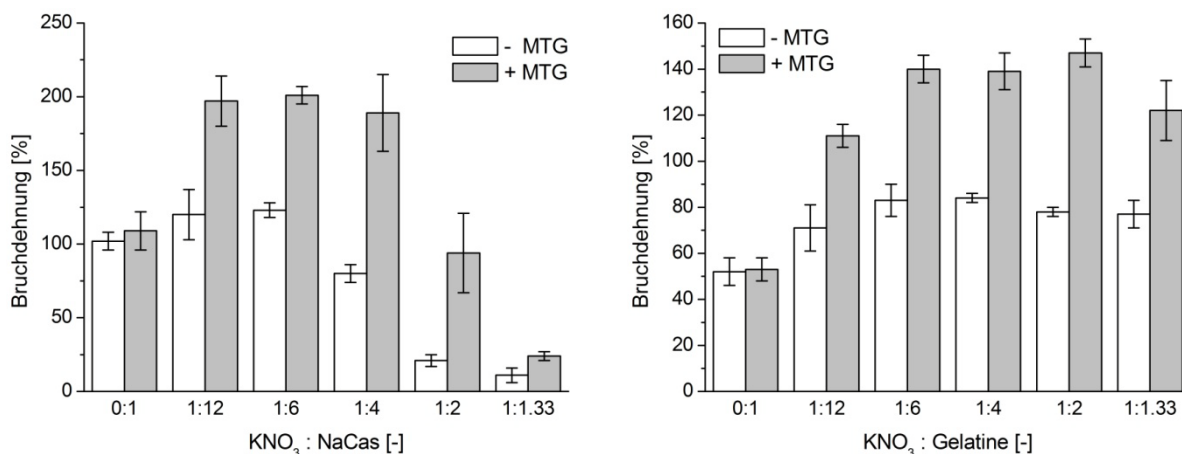 250
200
150
100
50
0
Bruchdehnung [%]
- MTG
+ MTG
0:1 1:12 1:6 1:4 1:2 1:1.33
KNO₃ : NaCas [-]
160
140
120
100
80
60
40
20
0
Bruchdehnung [%]
- MTG
+ MTG
0:1 1:12 1:6 1:4 1:2 1:1.33
KNO₃ : Gelatine [-]